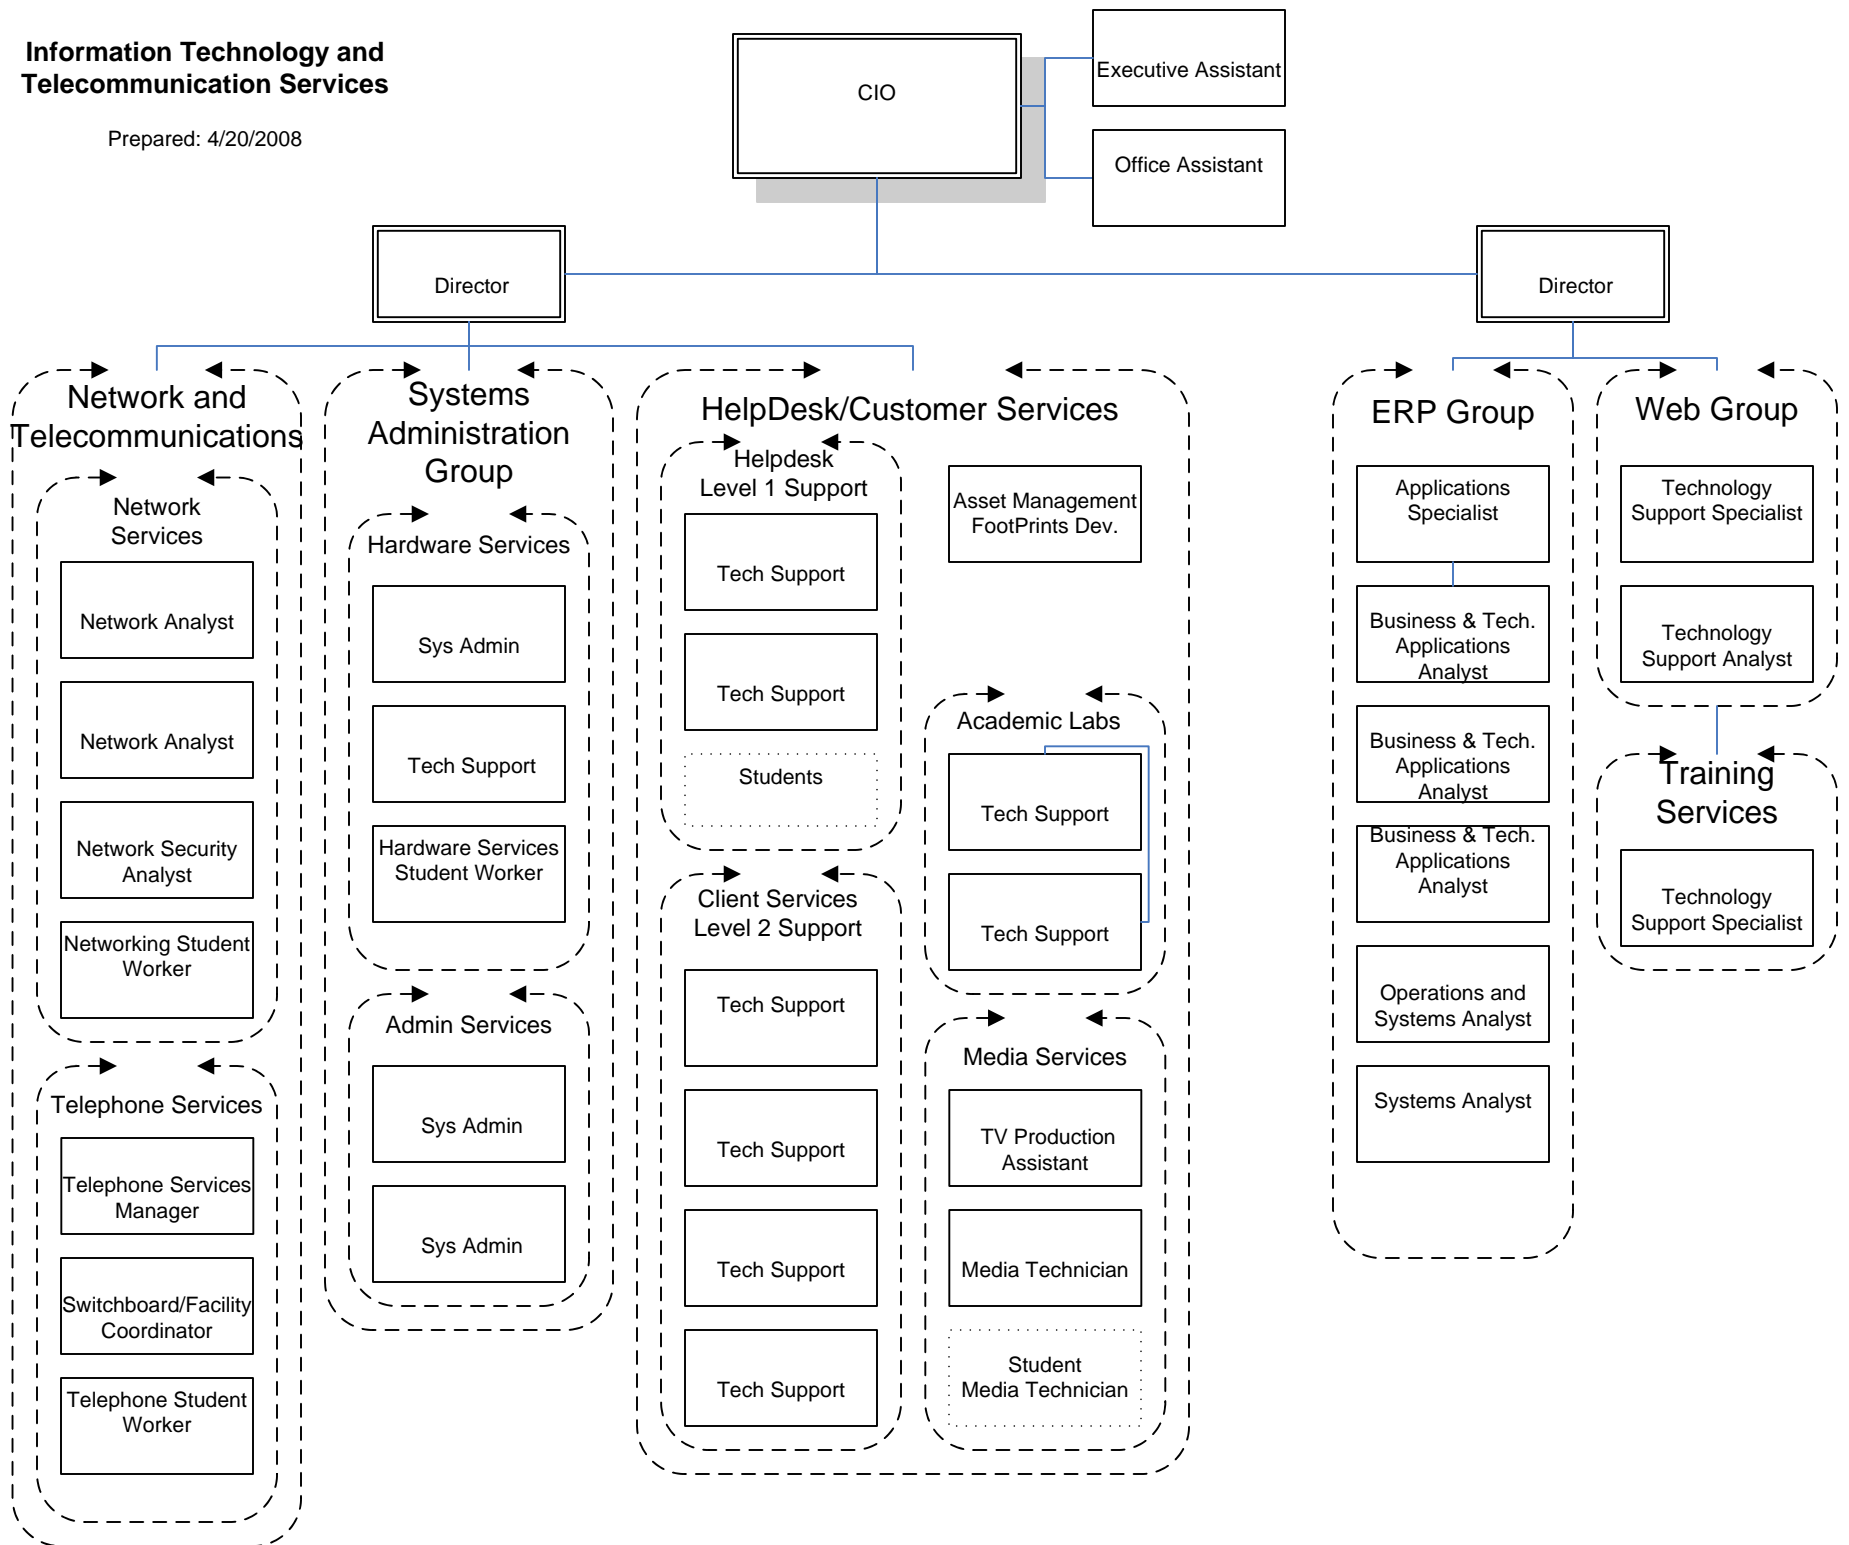 Information Technology and
Telecommunication Services
Prepared: 4/20/2008
CIO
Executive Assistant
Office Assistant
Director
Director
Network and
Telecommunications
Network
Services
Network Analyst
Network Analyst
Network Security
Analyst
Networking Student
Worker
Telephone Services
Telephone Services
Manager
Switchboard/Facility
Coordinator
Telephone Student
Worker
Systems
Administration
Group
Hardware Services
Sys Admin
Tech Support
Hardware Services
Student Worker
Admin Services
Sys Admin
Sys Admin
HelpDesk/Customer Services
Helpdesk
Level 1 Support
Tech Support
Tech Support
Students
Client Services
Level 2 Support
Tech Support
Tech Support
Tech Support
Tech Support
Asset Management
FootPrints Dev.
Academic Labs
Tech Support
Tech Support
Media Services
TV Production
Assistant
Media Technician
Student
Media Technician
ERP Group
Applications
Specialist
Business & Tech.
Applications
Analyst
Business & Tech.
Applications
Analyst
Business & Tech.
Applications
Analyst
Operations and
Systems Analyst
Systems Analyst
Web Group
Technology
Support Specialist
Technology
Support Analyst
Training
Services
Technology
Support Specialist